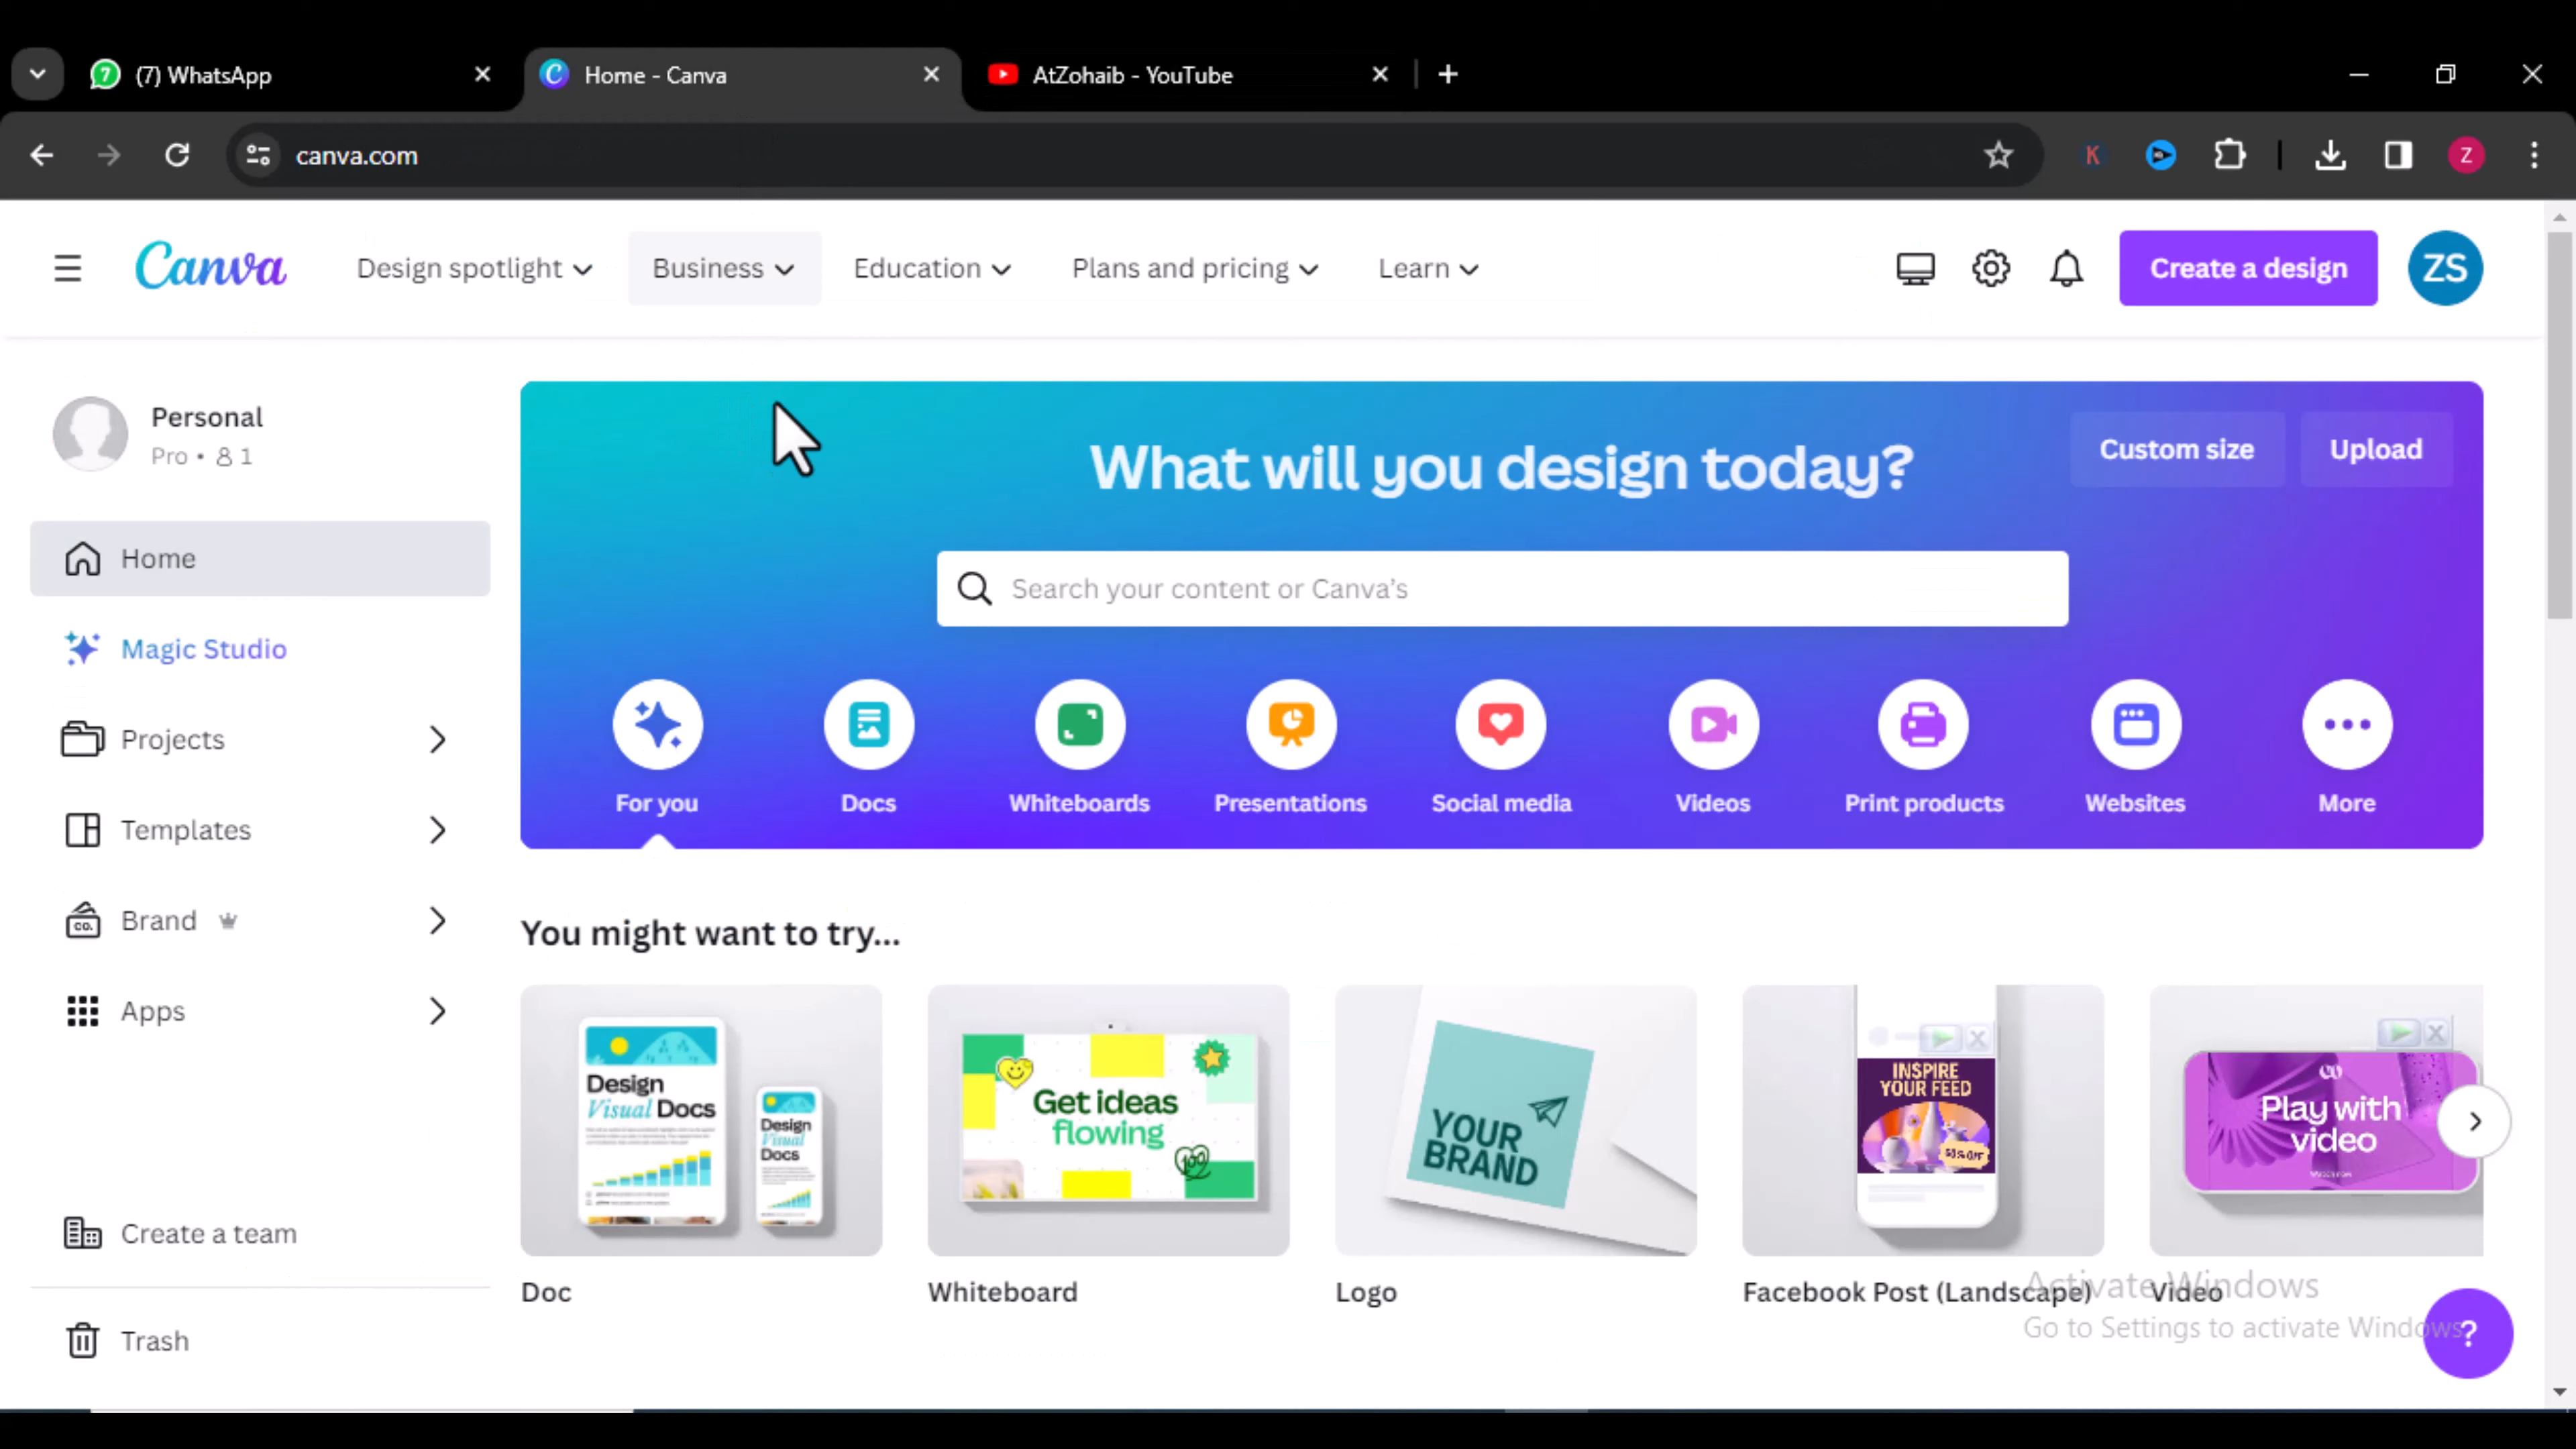 7
(7) WhatsApp
Home - Canva
AtZohaib - YouTube
canva.com
K
Z
Canva
Design spotlight
Business
Education
Plans and pricing
Learn
Create a design
ZS
Personal
Pro • 1
Home
Magic Studio
Projects
Templates
CO.
Brand
Apps
Create a team
Trash
What will you design today?
Custom size
Upload
Search your content or Canva's
For you
Docs
Whiteboards
Presentations
Social media
Videos
Print products
Websites
More
You might want to try...
Design
Visual Docs
Design
Visual
Docs
Get ideas
flowing
100
YOUR
BRAND
INSPIRE
YOUR FEED
50% OFF
Play with
video
Doc
Whiteboard
Logo
Facebook Post (Landscape)
Video
Activate Windows
Go to Settings to activate Windows.
?